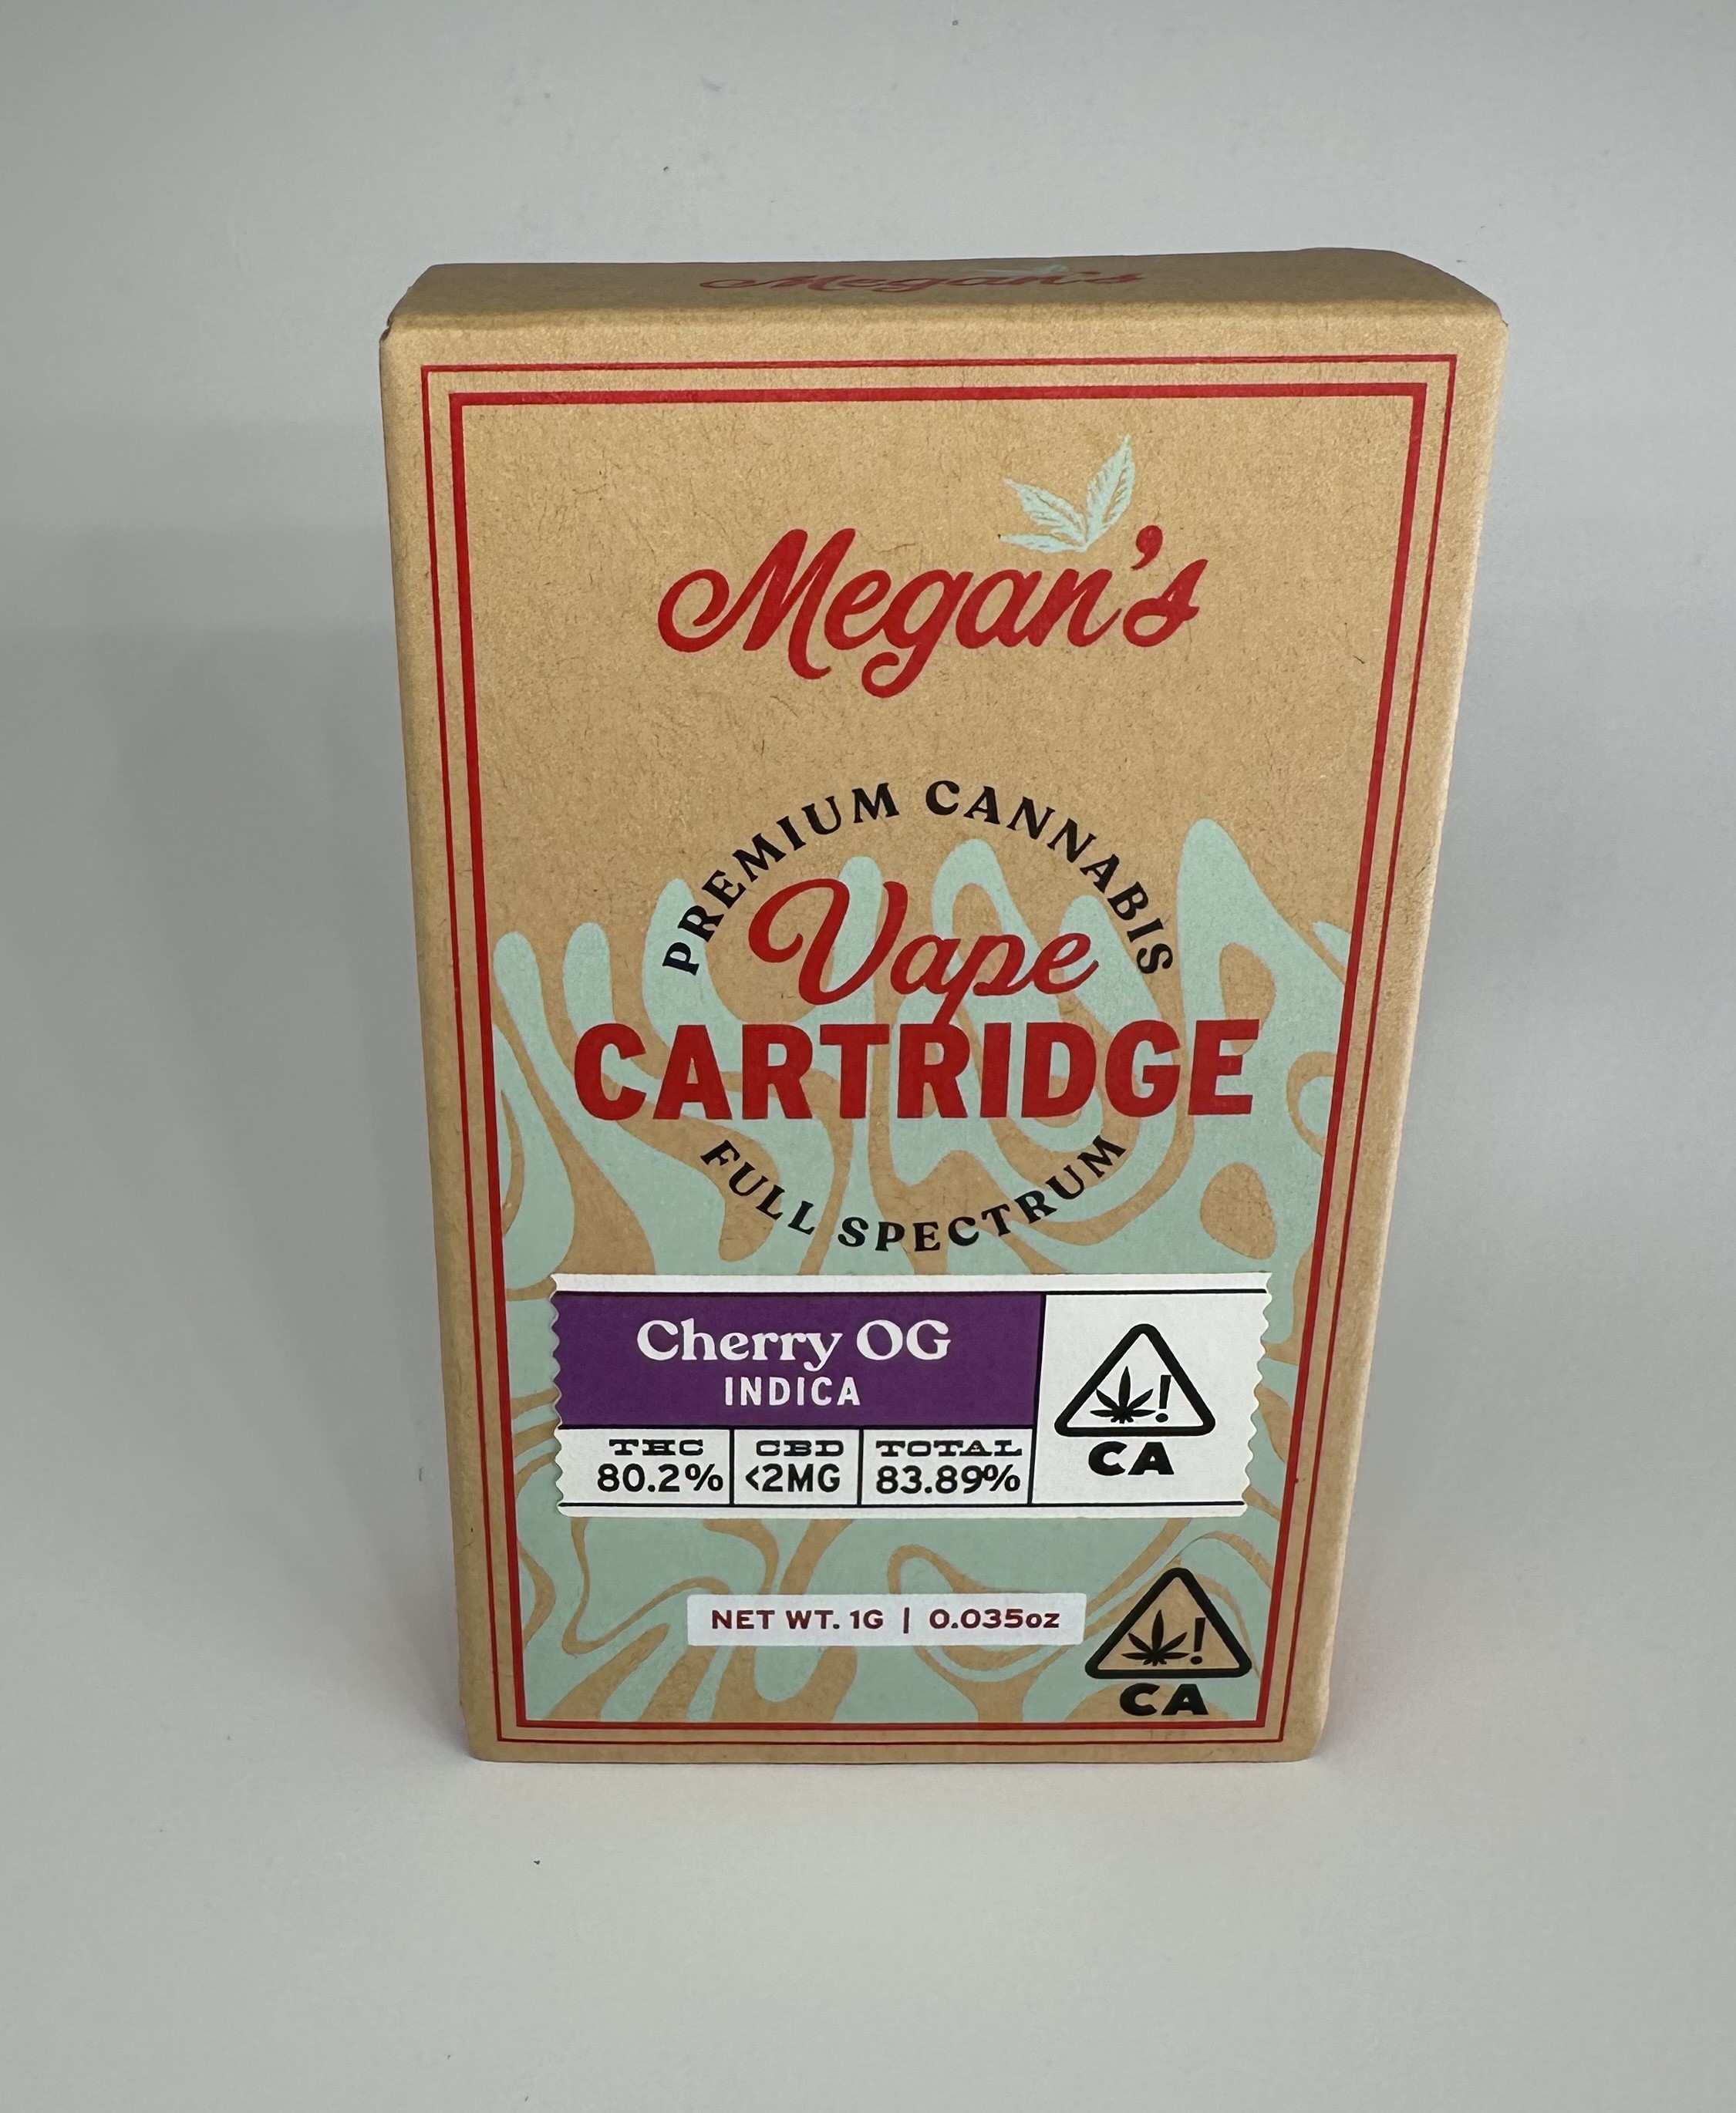 Megan's
Megan's
PREMIUM CANNABIS
Vape
CARTRIDGE
FULL SPECTRUM
Cherry OG
INDICA
THC CBD TOTAL
80.2% <2MG 83.89%
!
CA
NET WT. 1G | 0.035oz
!
CA